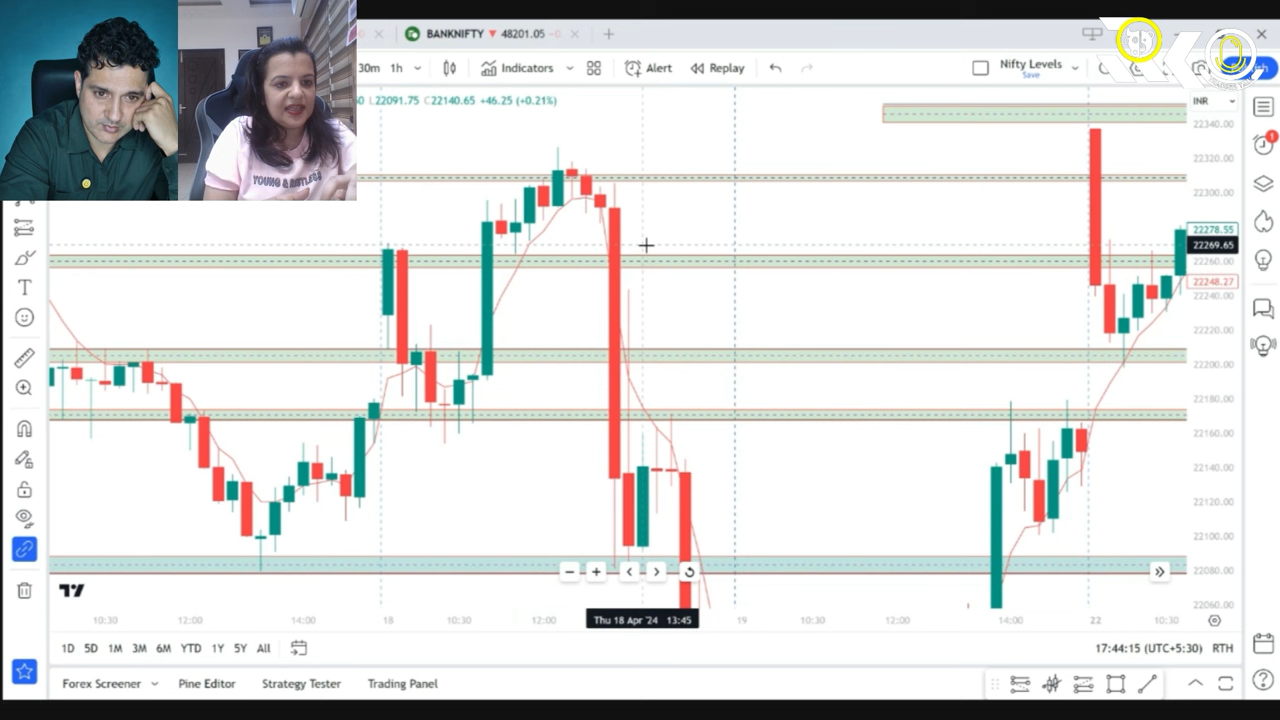 BANKNIFTY ▼ 48201.05
30m 1h Indicators Alert Replay Nifty Levels
Save
L22091.75 C22140.65 +46.25 (+0.21%)
INR
YOUNG & RESTLESS
22340.00
22320.00
22300.00
22278.55
22269.65
22260.00
22248.27
22240.00
22220.00
22200.00
22180.00
22160.00
22140.00
22120.00
22100.00
22080.00
22060.00
10:30 12:00 14:00 18 10:30 12:00 Thu 18 Apr '24 13:45 19 10:30 12:00 14:00 22 10:30
1D 5D 1M 3M 6M YTD 1Y 5Y All 17:44:15 (UTC+5:30) RTH
Forex Screener Pine Editor Strategy Tester Trading Panel